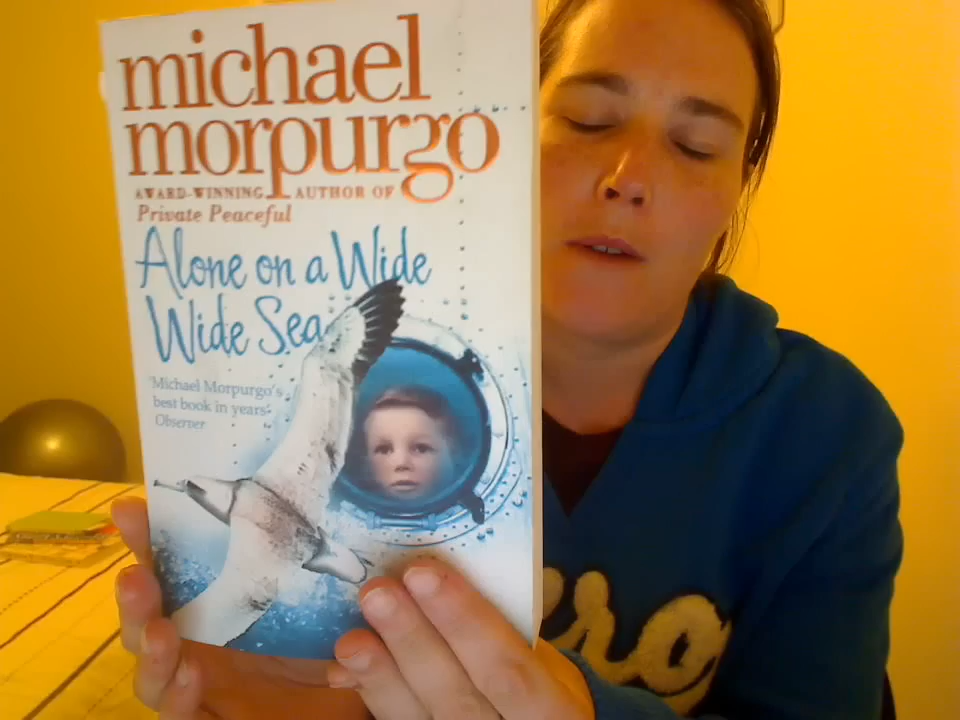 michael
morpurgo
AWARD-WINNING AUTHOR OF
Private Peaceful
Alone on a Wide
Wide Sea
'Michael Morpurgo's
best book in years'
Observer